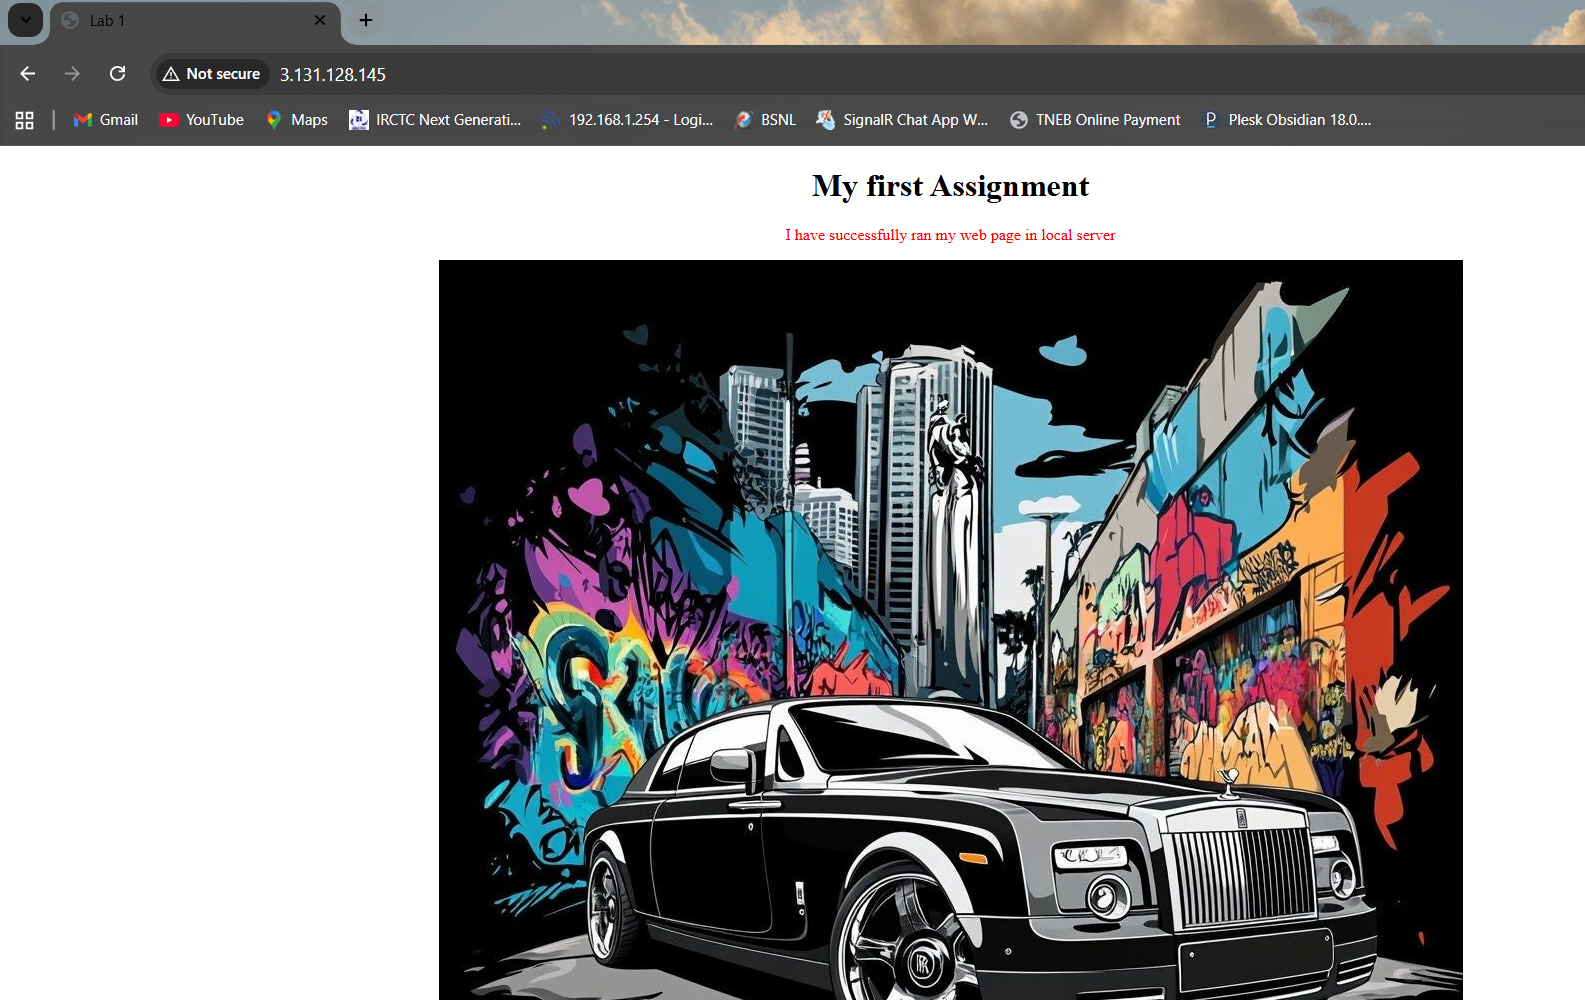 Lab 1
Not secure
3.131.128.145
Gmail
YouTube
Maps
IRCTC Next Generati...
192.168.1.254 - Logi...
BSNL
SignalR Chat App W...
TNEB Online Payment
Plesk Obsidian 18.0....
My first Assignment
I have successfully ran my web page in local server